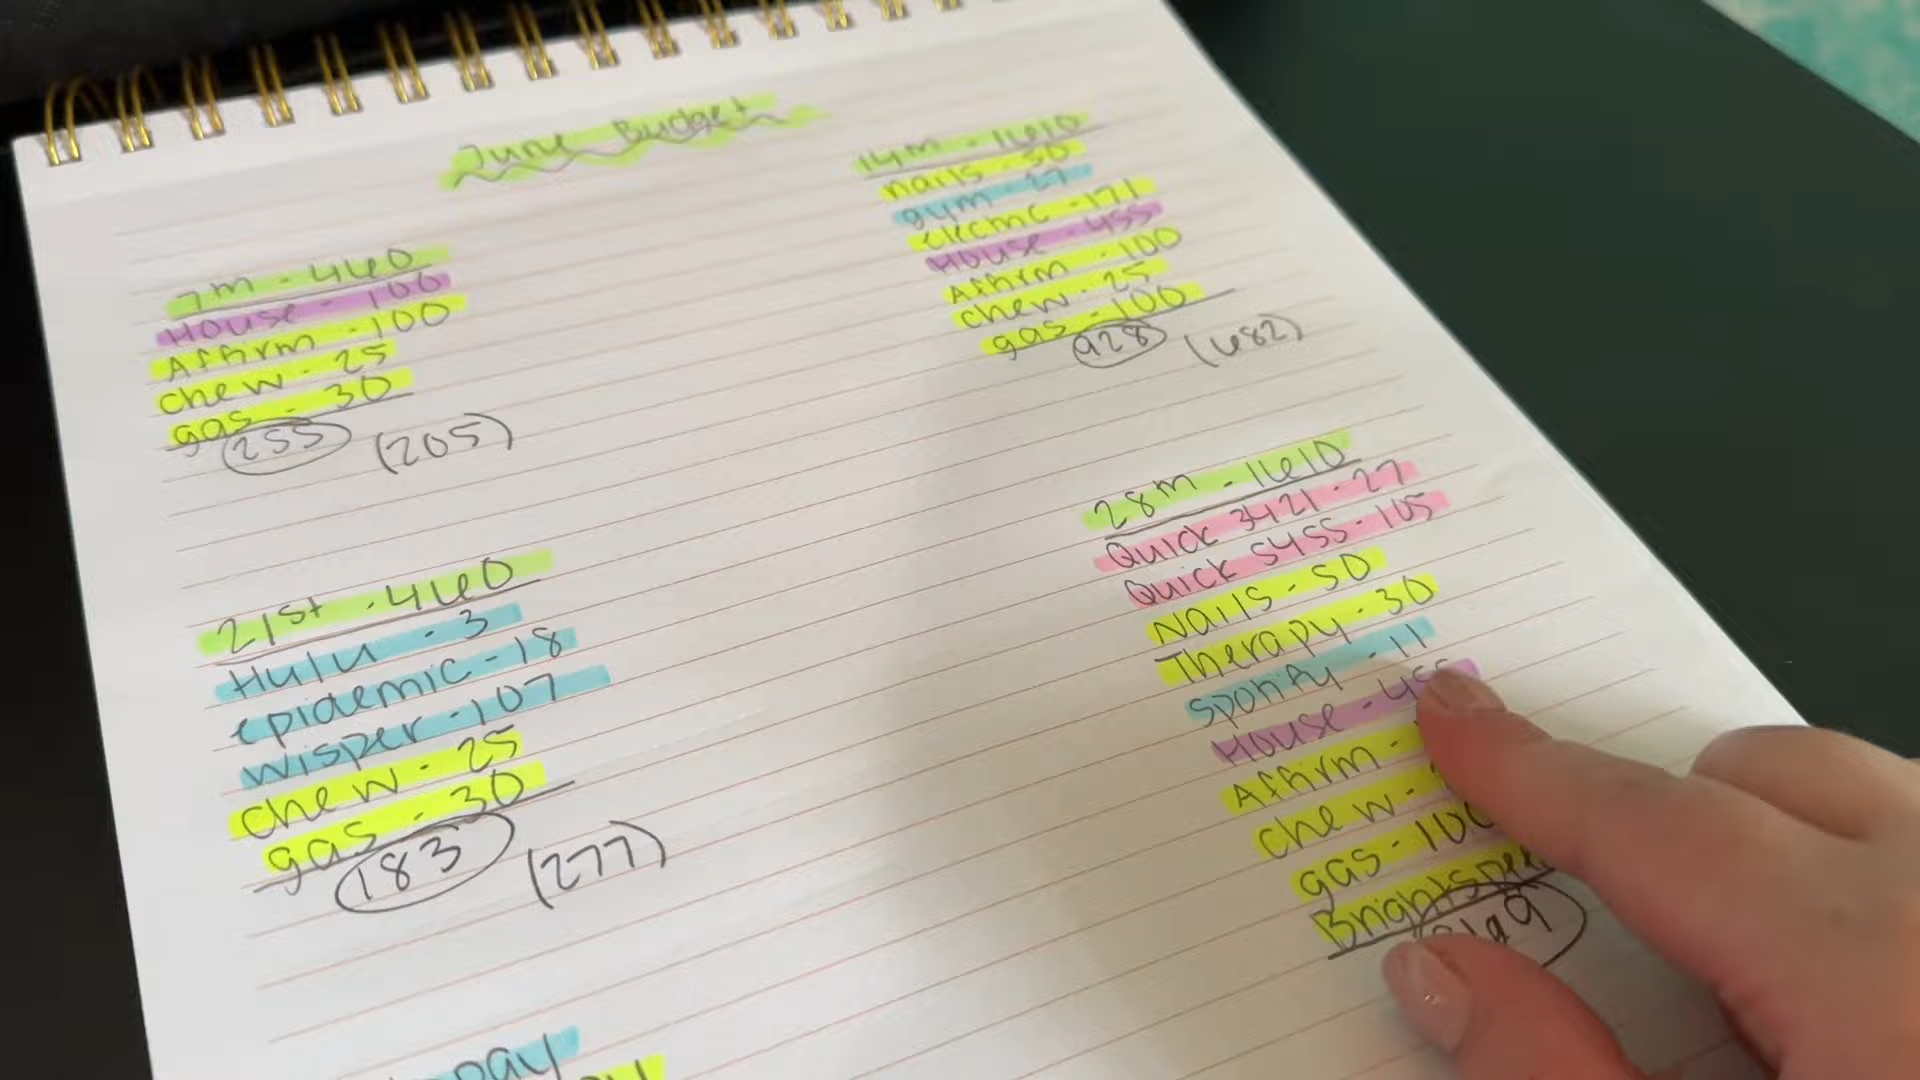 June Budget
7th - 460
House - 100
Affirm - 100
chew - 25
gas - 30
255 (205)
14th - 1610
nails - 50
gym - 27
electric - 171
House - 455
Affirm - 100
chew - 25
gas - 100
928 (682)
21st - 460
Hulu - 3
epidemic - 18
wisper - 107
chew - 25
gas - 30
183 (277)
28th - 1610
Quick 3421 - 27
Quick 5455 - 105
Nails - 50
Therapy - 30
Spotify - 11
House - 455
Affirm -
chew -
gas - 100